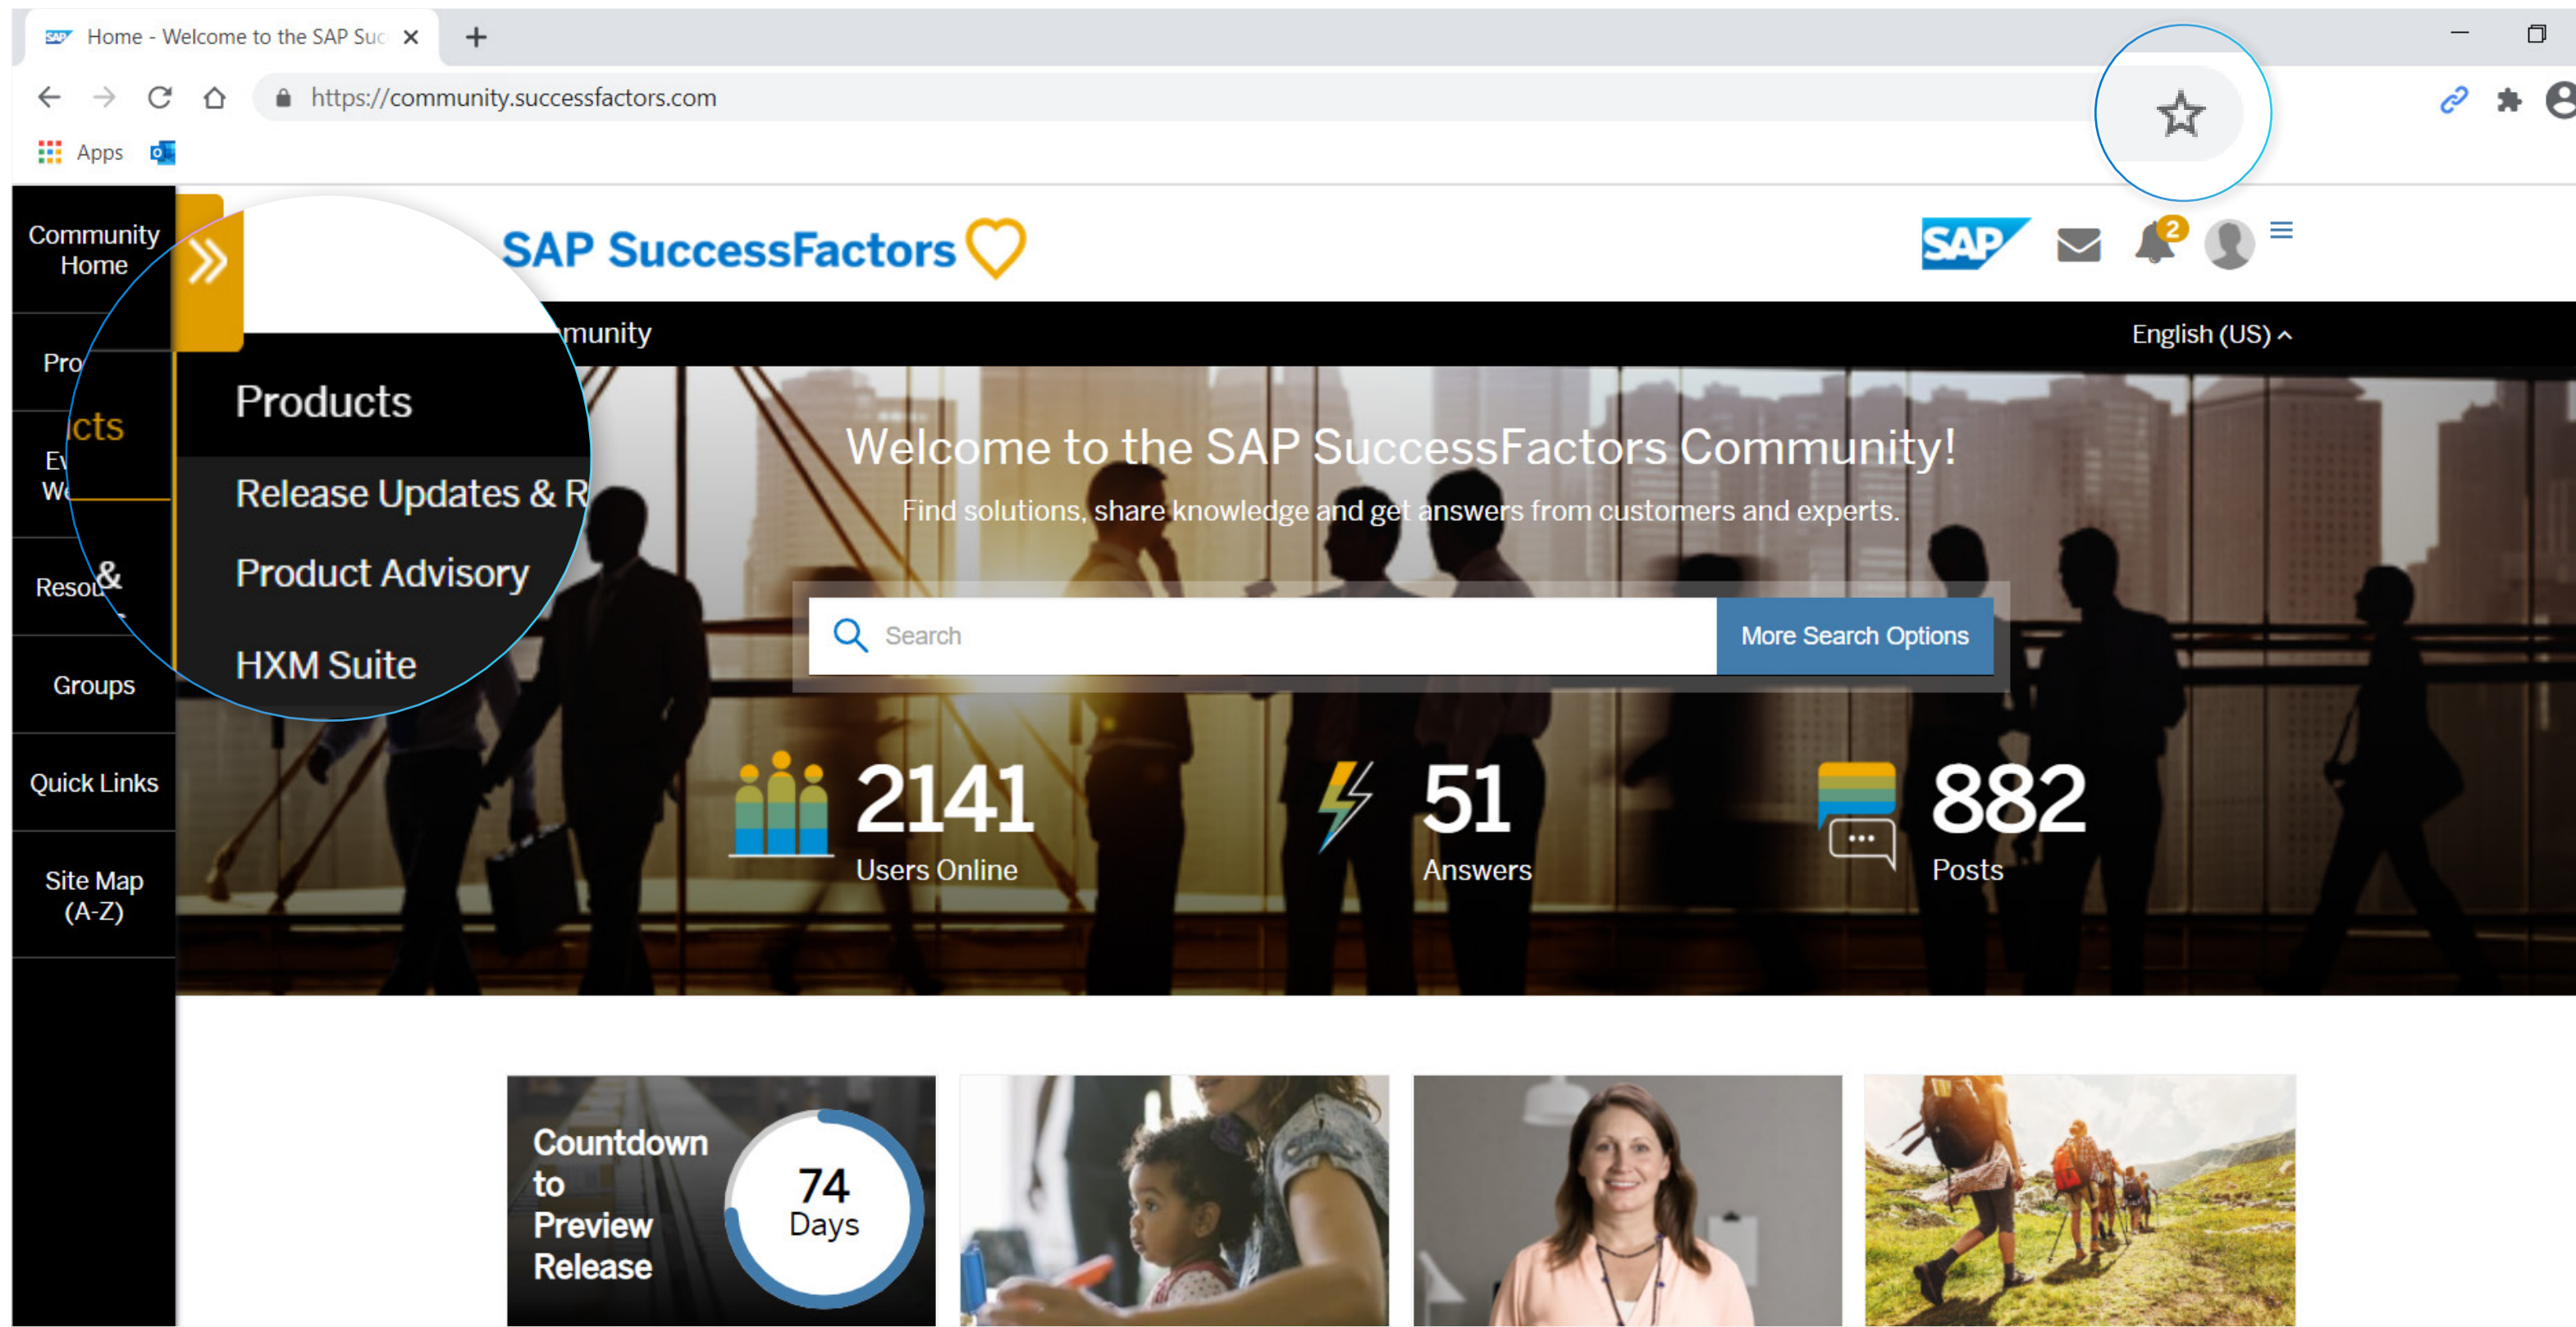 SAP Home - Welcome to the SAP Suc
https://community.successfactors.com
Apps
Community
Home
Products
Release Updates &
Product Advisory
HXM Suite
&
Groups
Quick Links
Site Map
(A-Z)
SAP SuccessFactors
SAP
2
English (US)
Welcome to the SAP SuccessFactors Community!
Find solutions, share knowledge and get answers from customers and experts.
Search
More Search Options
2141
Users Online
51
Answers
882
Posts
Countdown
to
Preview
Release
74
Days